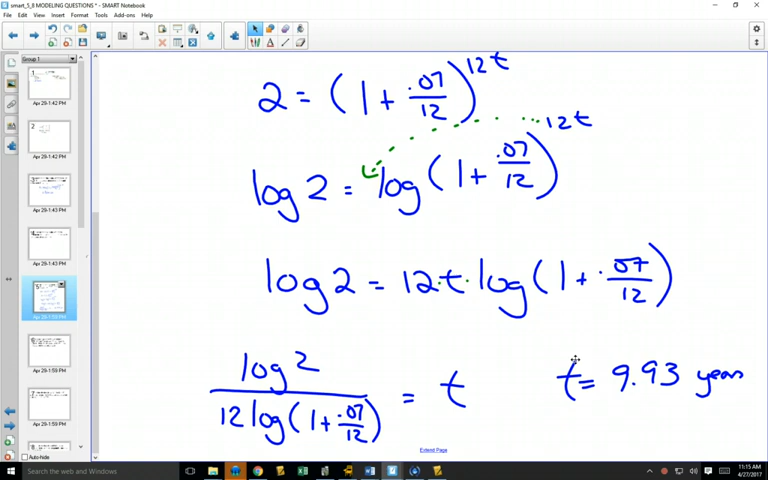 smart_5_8 MODELING QUESTIONS * - SMART Notebook
File Edit View Insert Format Tools Add-ons Help
Group 1
1
Apr 29-1:42 PM
2
Apr 29-1:42 PM
Apr 29-1:43 PM
Apr 29-1:43 PM
Apr 29-1:59 PM
Apr 29-1:59 PM
Apr 29-1:59 PM
Auto-hide
2 = (1 + .07/12)^12t
log 2 = log (1 + .07/12)^12t
log 2 = 12·t·log (1 + .07/12)
log 2 / 12 log (1 + .07/12) = t
t = 9.93 years
Extend Page
Search the web and Windows
11:15 AM
4/27/2017